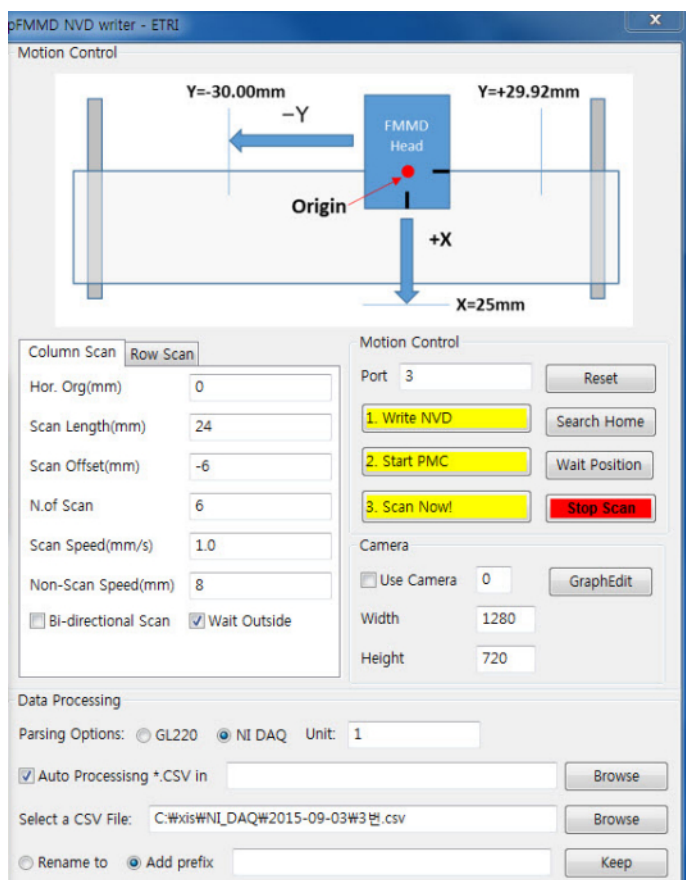 pFMMD NVD writer - ETRI
x
Motion Control
Y=-30.00mm
Y=+29.92mm
−Y
FMMD
Head
Origin
+X
X=25mm
Column Scan
Row Scan
Hor. Org(mm)
0
Scan Length(mm)
24
Scan Offset(mm)
-6
N.of Scan
6
Scan Speed(mm/s)
1.0
Non-Scan Speed(mm)
8
Bi-directional Scan
Wait Outside
Motion Control
Port
3
Reset
1. Write NVD
Search Home
2. Start PMC
Wait Position
3. Scan Now!
Stop Scan
Camera
Use Camera
0
GraphEdit
Width
1280
Height
720
Data Processing
Parsing Options:
GL220
NI DAQ
Unit:
1
Auto Processisng *.CSV in
Browse
Select a CSV File:
C:₩xis₩NI_DAQ₩2015-09-03₩3번.csv
Browse
Rename to
Add prefix
Keep